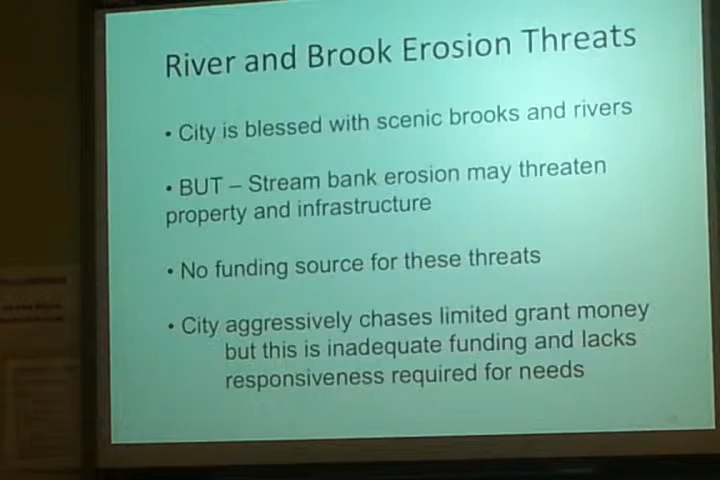 River and Brook Erosion Threats
• City is blessed with scenic brooks and rivers
• BUT – Stream bank erosion may threaten
property and infrastructure
• No funding source for these threats
• City aggressively chases limited grant money
but this is inadequate funding and lacks
responsiveness required for needs